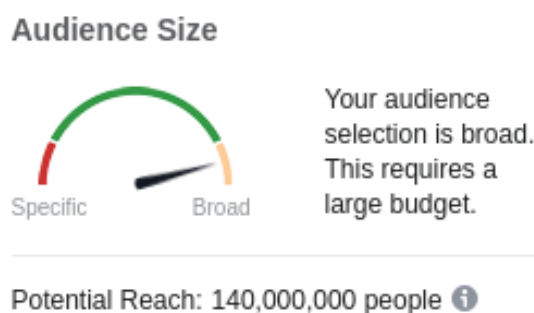 Audience Size
Specific
Broad
Your audience
selection is broad.
This requires a
large budget.
Potential Reach: 140,000,000 people